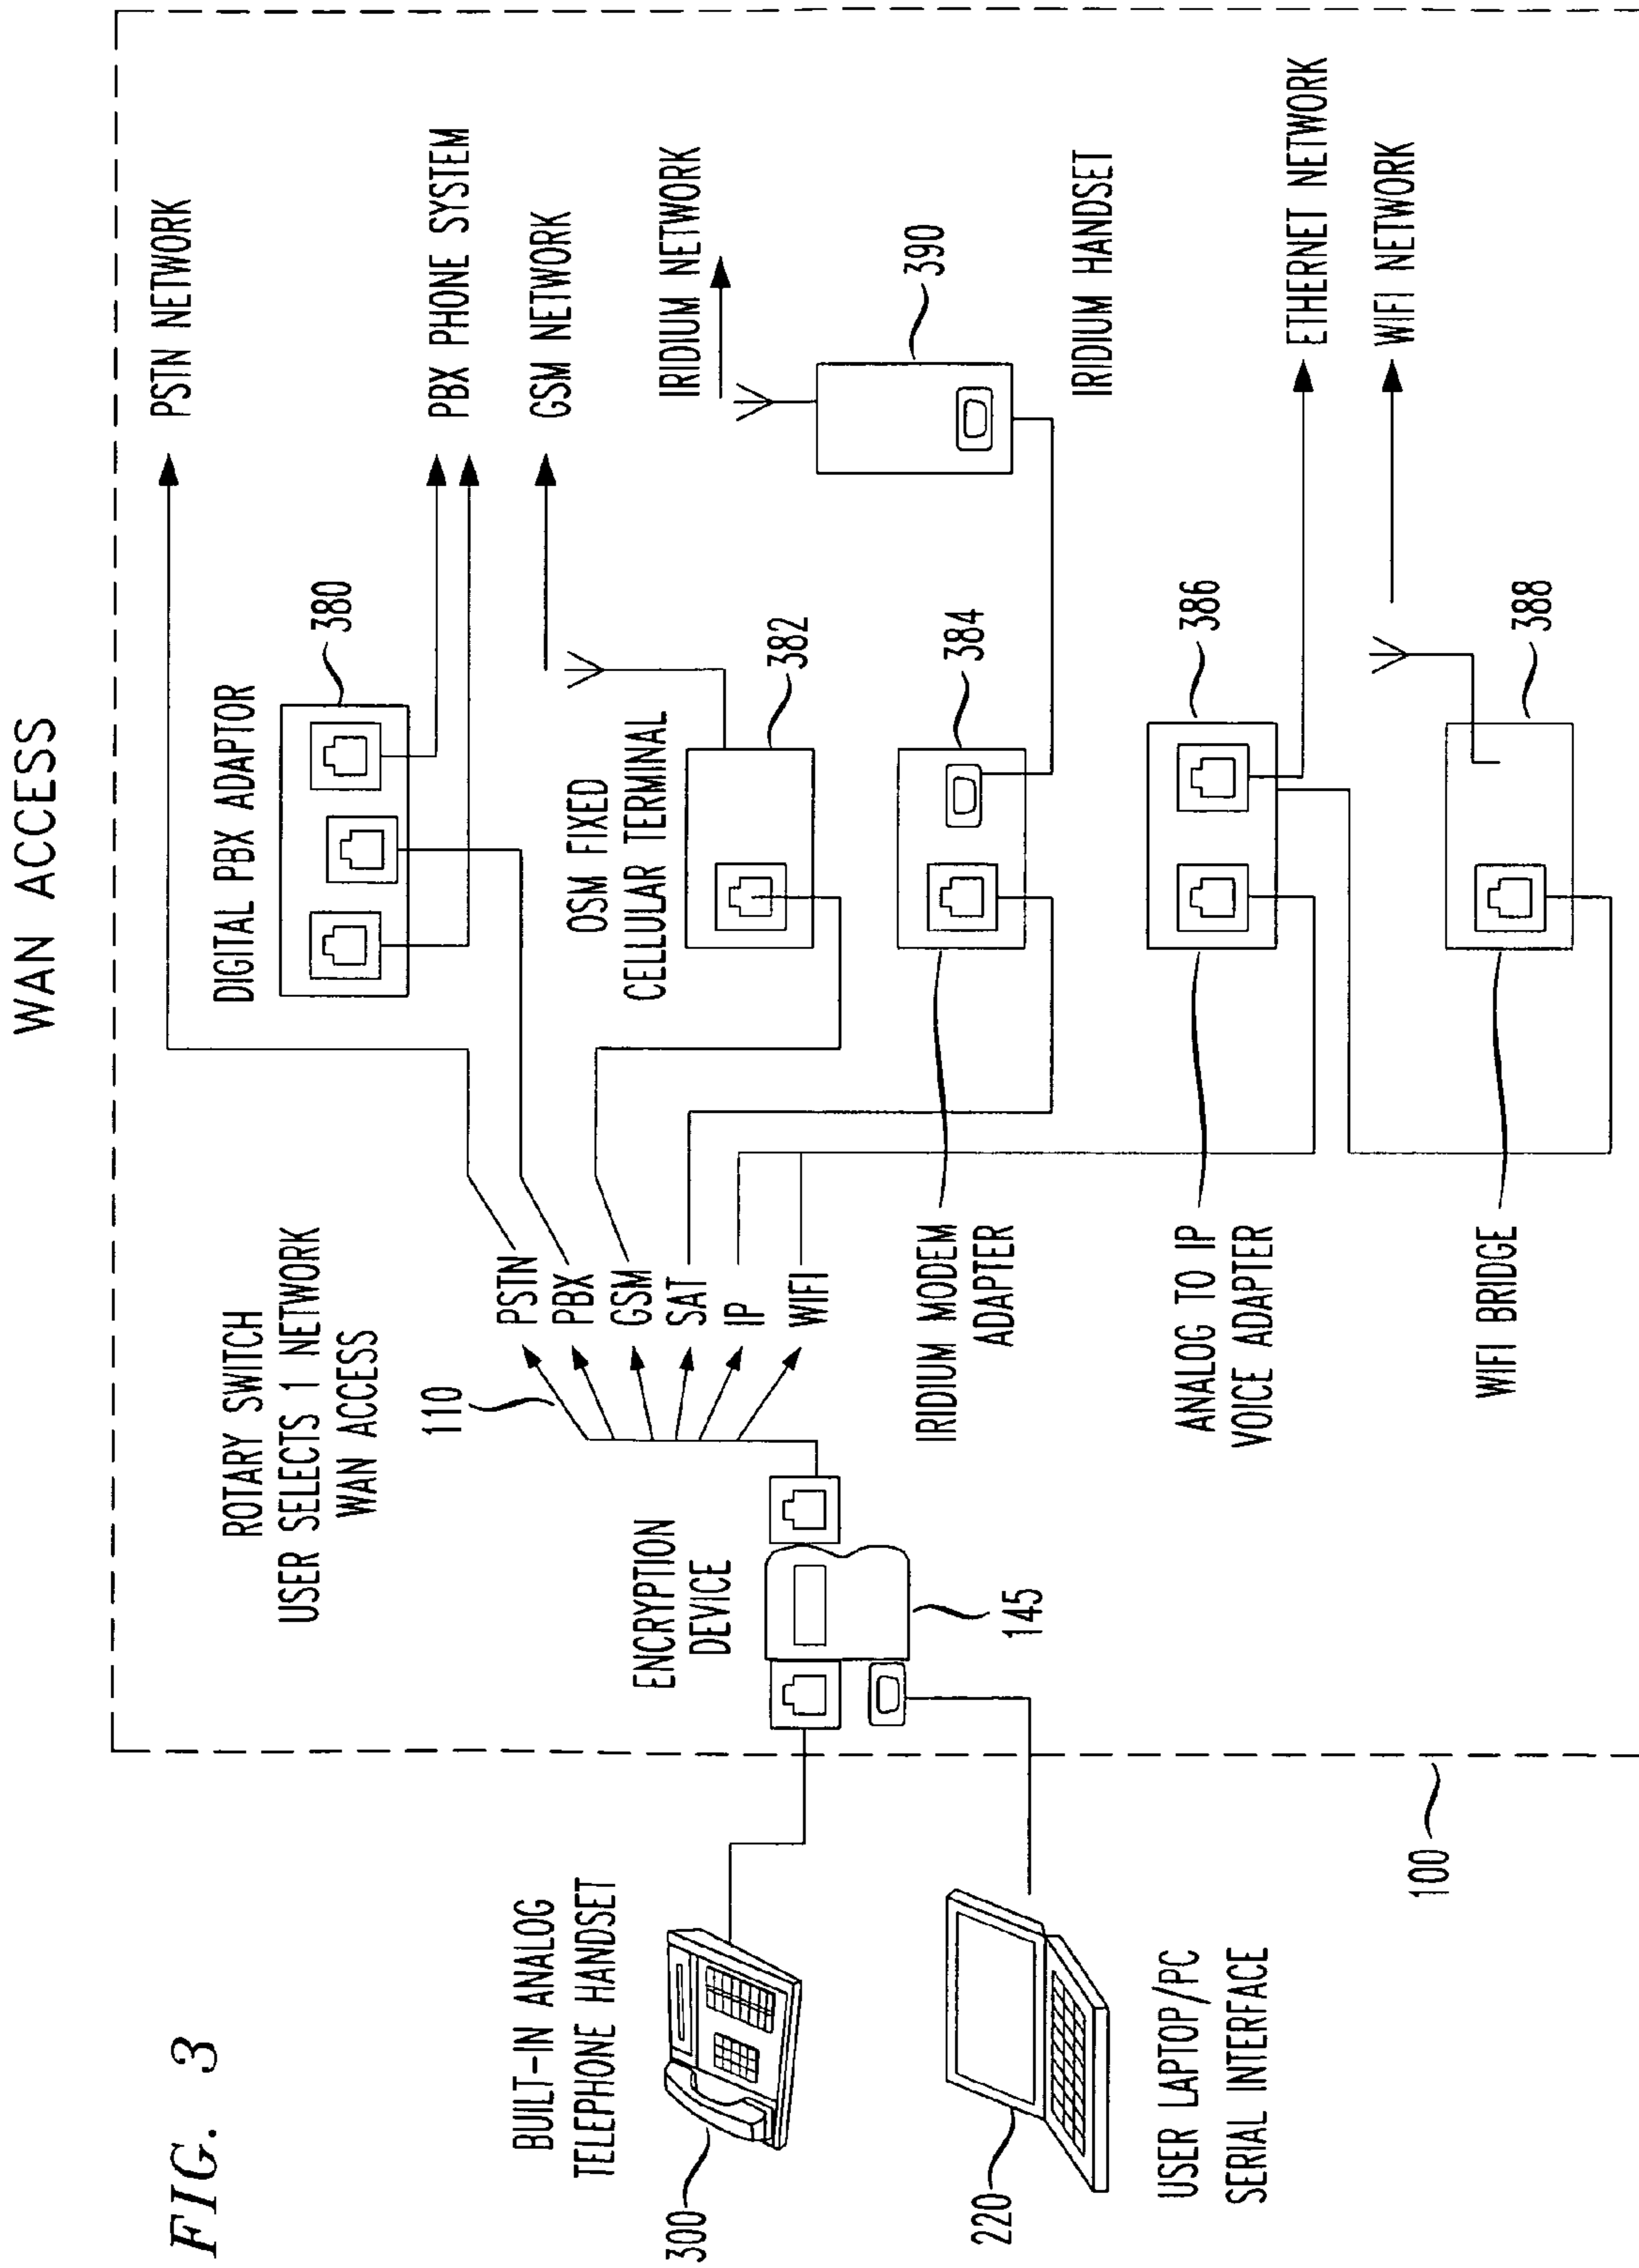 FIG. 3
WAN ACCESS
BUILT-IN ANALOG
TELEPHONE HANDSET
300
220
USER LAPTOP/PC
SERIAL INTERFACE
100
ENCRYPTION
DEVICE
145
ROTARY SWITCH
USER SELECTS 1 NETWORK
WAN ACCESS
110
PSTN
PBX
GSM
SAT
IP
WIFI
IRIDIUM MODEM
ADAPTER
ANALOG TO IP
VOICE ADAPTER
WIFI BRIDGE
DIGITAL PBX ADAPTOR
380
OSM FIXED
CELLULAR TERMINAL
382
384
386
388
PSTN NETWORK
PBX PHONE SYSTEM
GSM NETWORK
IRIDIUM NETWORK
390
IRIDIUM HANDSET
ETHERNET NETWORK
WIFI NETWORK